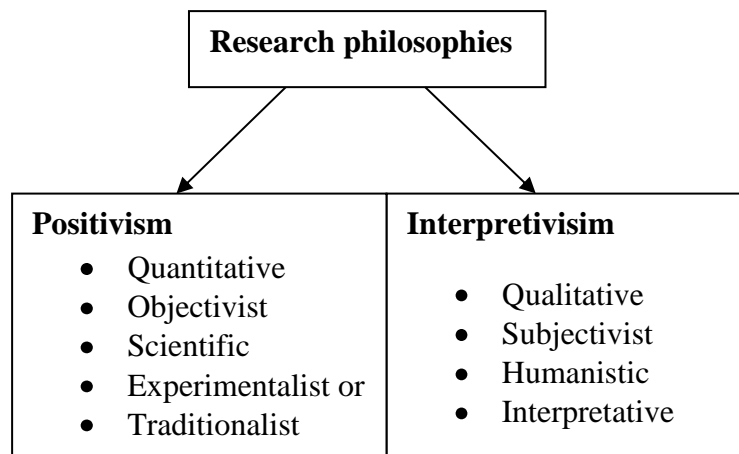 Research philosophies
Positivism
• Quantitative
• Objectivist
• Scientific
• Experimentalist or
• Traditionalist
Interpretivisim
• Qualitative
• Subjectivist
• Humanistic
• Interpretative